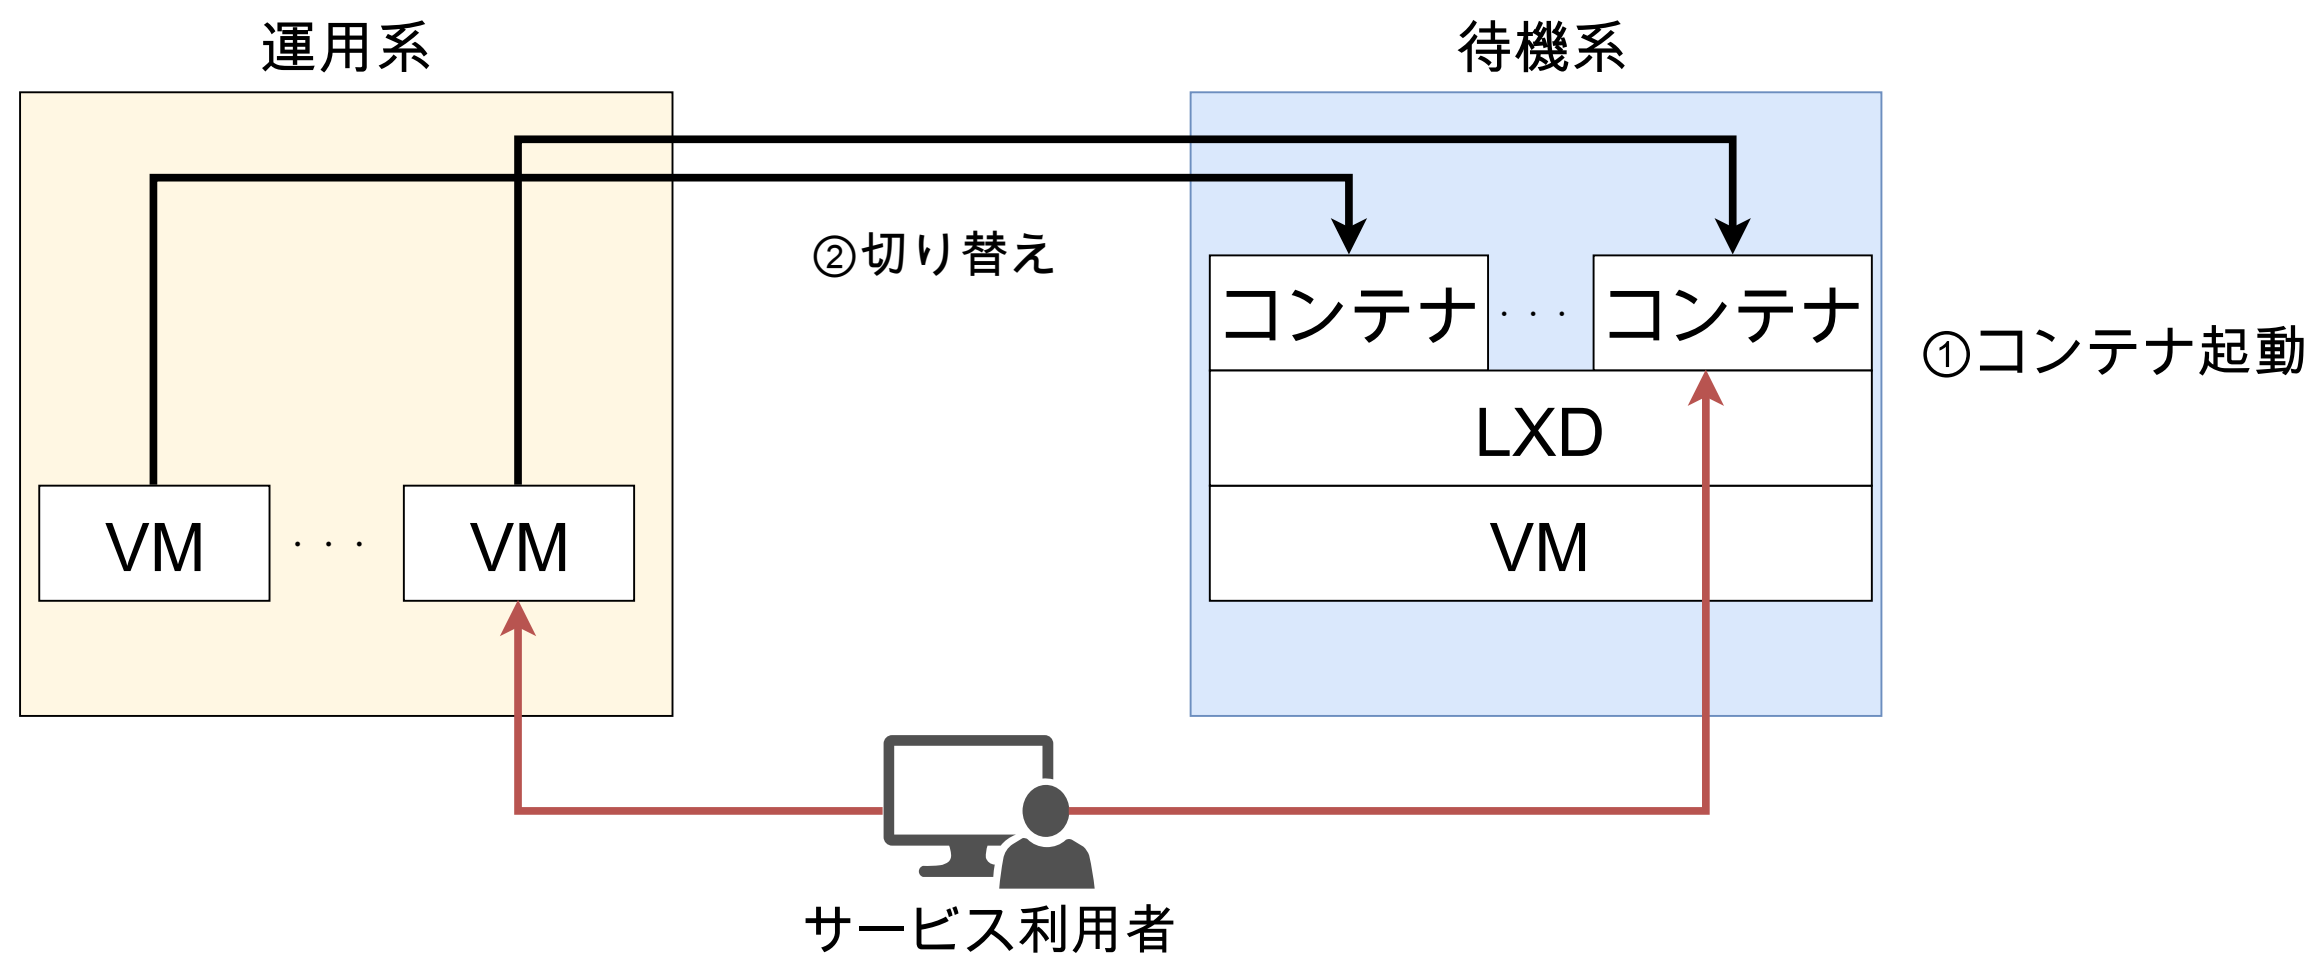 運用系
待機系
②切り替え
コンテナ
・・・
コンテナ
①コンテナ起動
LXD
VM
・・・
VM
VM
サービス利用者